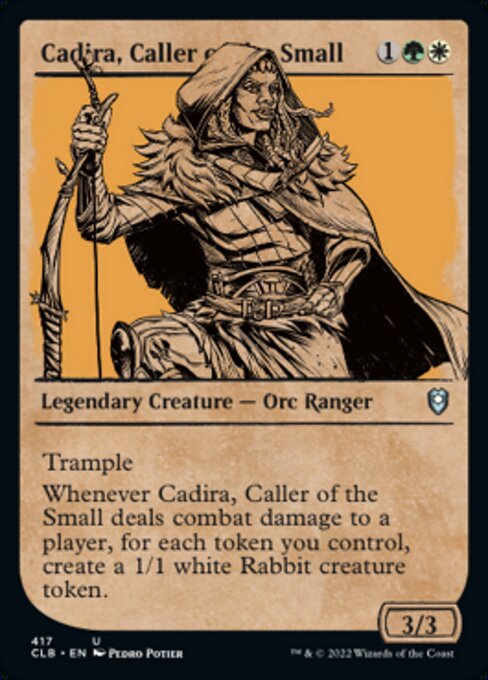 Cadira, Caller of the Small 1
Legendary Creature — Orc Ranger
Trample
Whenever Cadira, Caller of the
Small deals combat damage to a
player, for each token you control,
create a 1/1 white Rabbit creature
token.
3/3
417 U
CLB • EN Pedro Potier
™ & © 2022 Wizards of the Coast